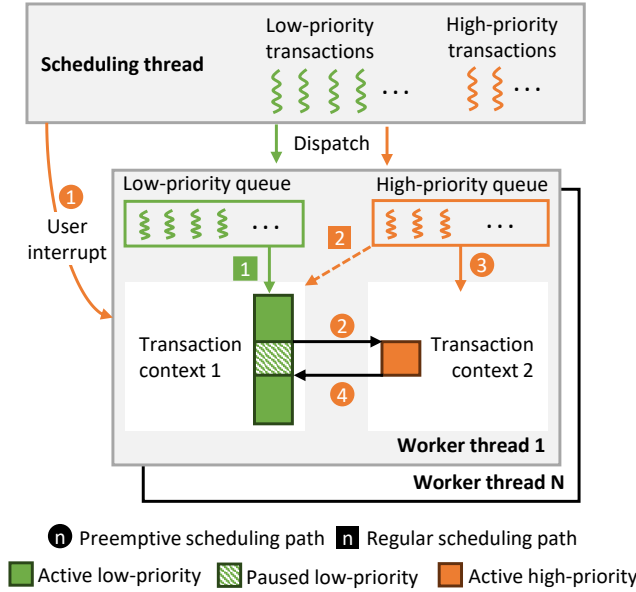 Low-priority
transactions
High-priority
transactions
Scheduling thread
...
...
Dispatch
1
User
interrupt
Low-priority queue
High-priority queue
...
...
2
1
3
Transaction
context 1
2
4
Transaction
context 2
Worker thread 1
Worker thread N
n Preemptive scheduling path n Regular scheduling path
Active low-priority Paused low-priority Active high-priority